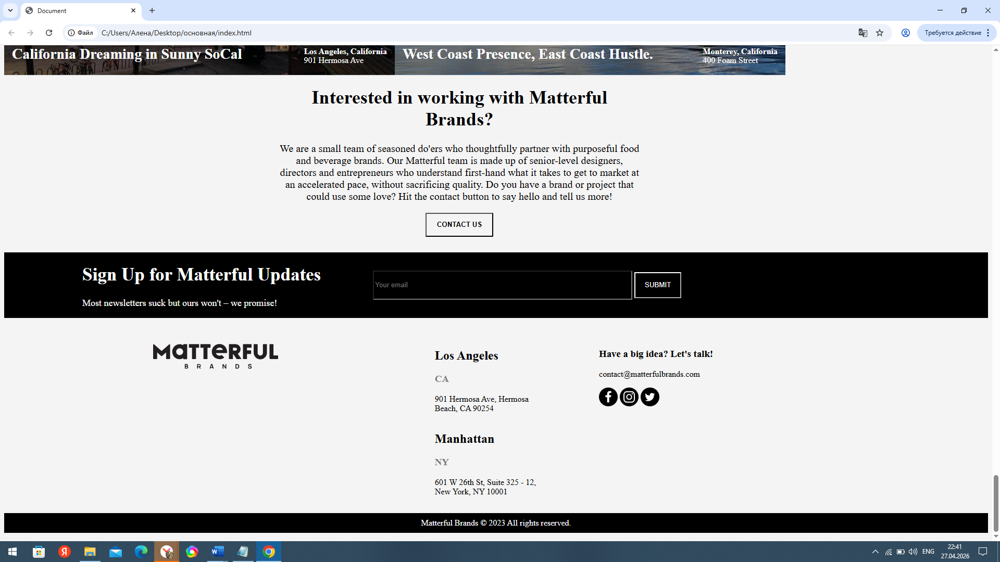 Document
Файл
C:/Users/Алена/Desktop/основная/index.html
Требуется действие
California Dreaming in Sunny SoCal
Los Angeles, California
901 Hermosa Ave
West Coast Presence, East Coast Hustle.
Monterey, California
400 Foam Street
Interested in working with Matterful
Brands?
We are a small team of seasoned do'ers who thoughtfully partner with purposeful food
and beverage brands. Our Matterful team is made up of senior-level designers,
directors and entrepreneurs who understand first-hand what it takes to get to market at
an accelerated pace, without sacrificing quality. Do you have a brand or project that
could use some love? Hit the contact button to say hello and tell us more!
CONTACT US
Sign Up for Matterful Updates
Most newsletters suck but ours won't – we promise!
Your email
SUBMIT
MATTERFUL
BRANDS
Los Angeles
CA
901 Hermosa Ave, Hermosa
Beach, CA 90254
Manhattan
NY
601 W 26th St, Suite 325 - 12,
New York, NY 10001
Have a big idea? Let's talk!
contact@matterfulbrands.com
Matterful Brands © 2023 All rights reserved.
ENG
22:41
27.04.2026